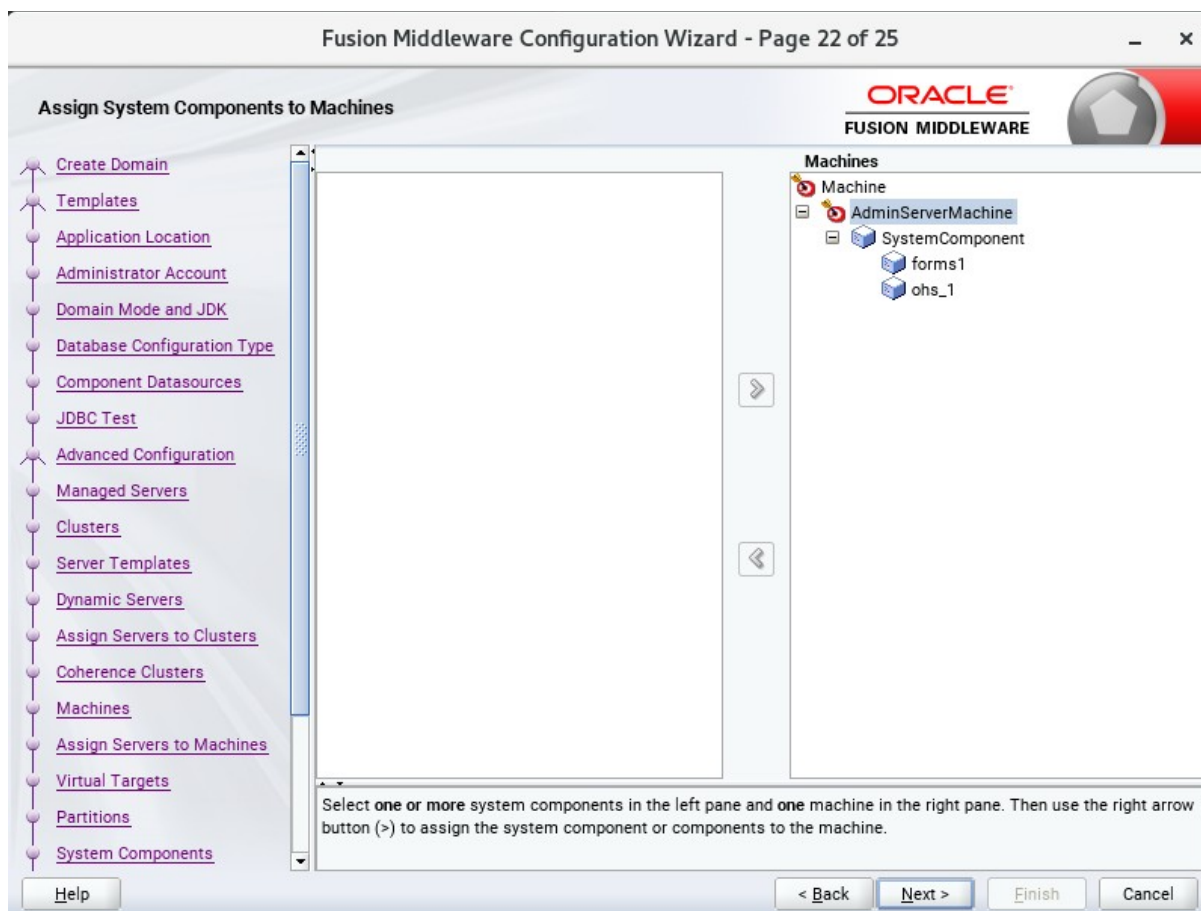 Fusion Middleware Configuration Wizard - Page 22 of 25
Assign System Components to Machines
ORACLE
FUSION MIDDLEWARE
Create Domain
Templates
Application Location
Administrator Account
Domain Mode and JDK
Database Configuration Type
Component Datasources
JDBC Test
Advanced Configuration
Managed Servers
Clusters
Server Templates
Dynamic Servers
Assign Servers to Clusters
Coherence Clusters
Machines
Assign Servers to Machines
Virtual Targets
Partitions
System Components
Machines
Machine
AdminServerMachine
SystemComponent
forms1
ohs_1
Select one or more system components in the left pane and one machine in the right pane. Then use the right arrow
button (>) to assign the system component or components to the machine.
Help
< Back
Next >
Finish
Cancel